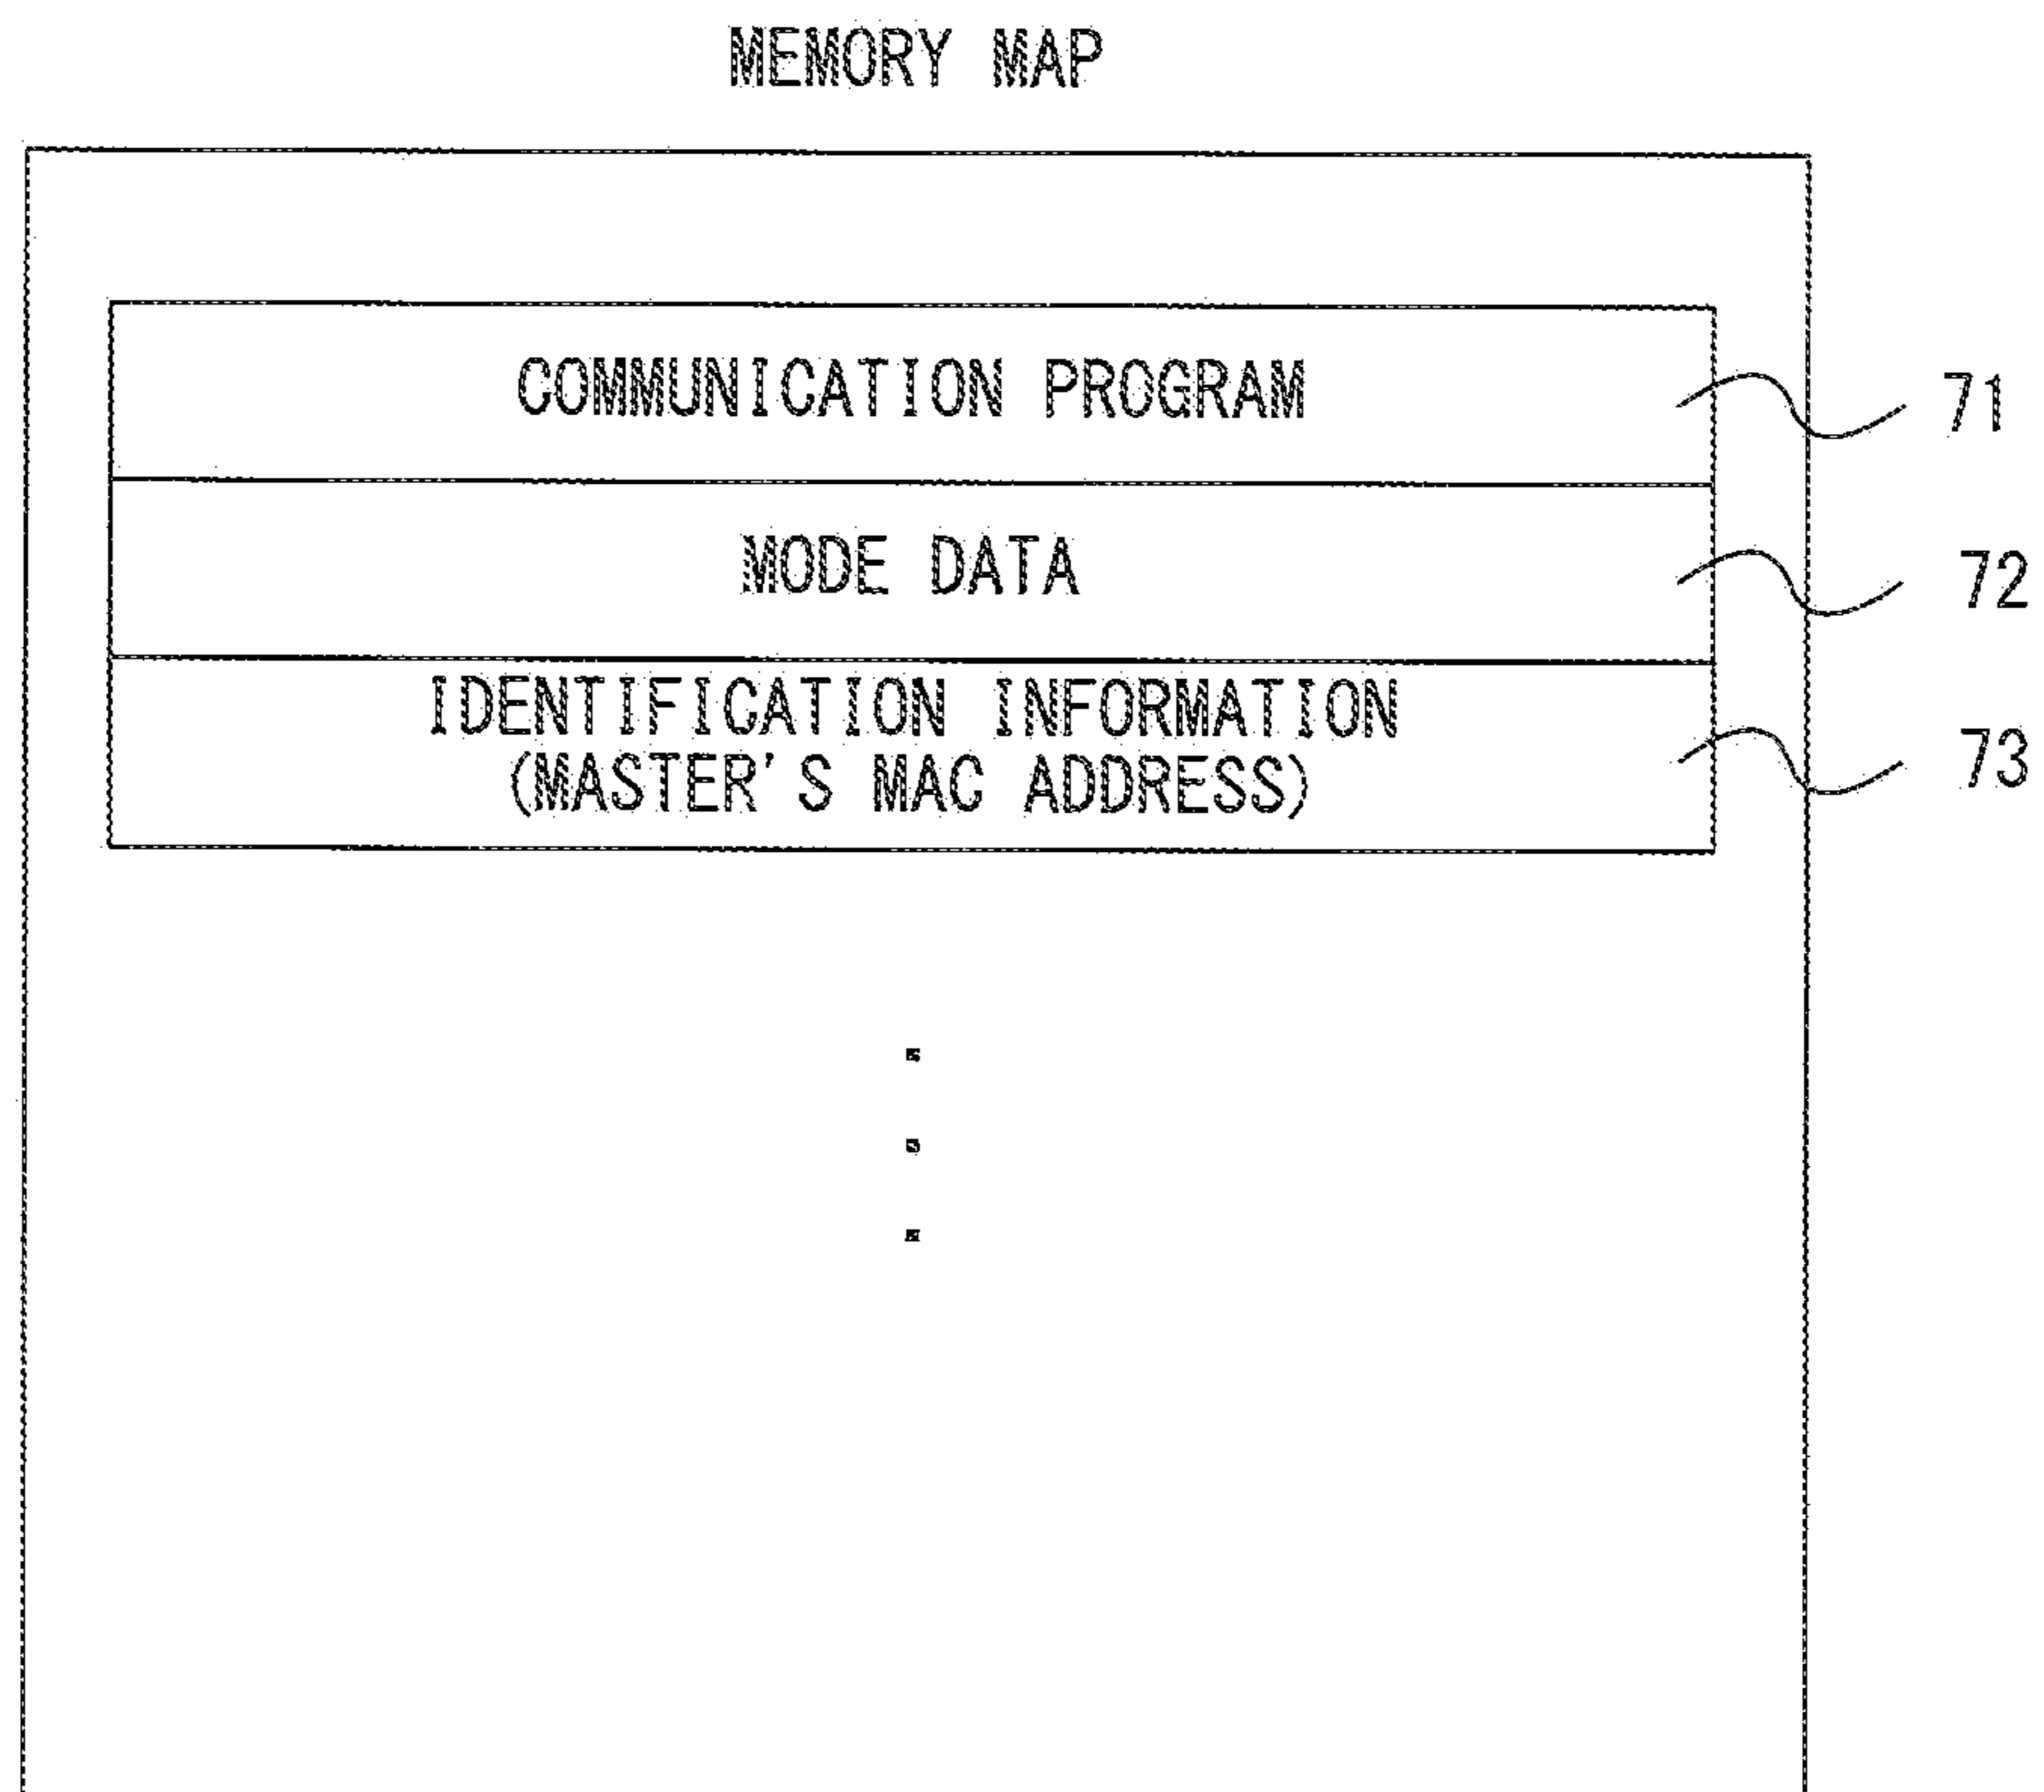 MEMORY MAP
COMMUNICATION PROGRAM
71
MODE DATA
72
IDENTIFICATION INFORMATION
(MASTER'S MAC ADDRESS)
73